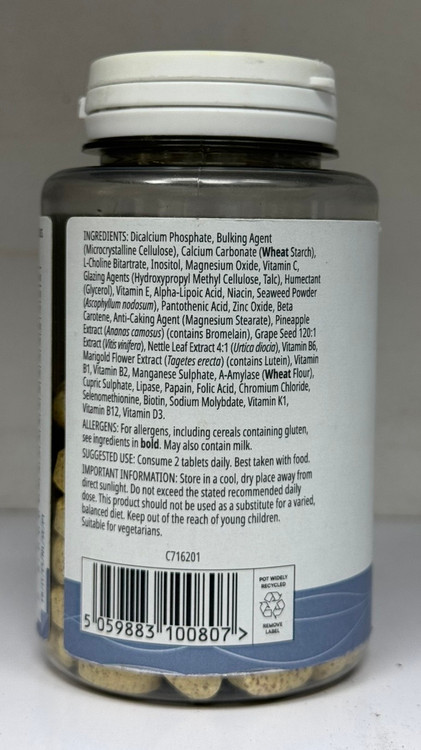 INGREDIENTS: Dicalcium Phosphate, Bulking Agent
(Microcrystalline Cellulose), Calcium Carbonate (Wheat Starch),
L-Choline Bitartrate, Inositol, Magnesium Oxide, Vitamin C,
Glazing Agents (Hydroxypropyl Methyl Cellulose, Talc), Humectant
(Glycerol), Vitamin E, Alpha-Lipoic Acid, Niacin, Seaweed Powder
(Ascophyllum nodosum), Pantothenic Acid, Zinc Oxide, Beta
Carotene, Anti-Caking Agent (Magnesium Stearate), Pineapple
Extract (Ananas camosus) (contains Bromelain), Grape Seed 120:1
Extract (Vitis vinifera), Nettle Leaf Extract 4:1 (Urtica diocia), Vitamin B6,
Marigold Flower Extract (Tagetes erecta) (contains Lutein), Vitamin
B1, Vitamin B2, Manganese Sulphate, A-Amylase (Wheat Flour),
Cupric Sulphate, Lipase, Papain, Folic Acid, Chromium Chloride,
Selenomethionine, Biotin, Sodium Molybdate, Vitamin K1,
Vitamin B12, Vitamin D3.
ALLERGENS: For allergens, including cereals containing gluten,
see ingredients in bold. May also contain milk.
SUGGESTED USE: Consume 2 tablets daily. Best taken with food.
IMPORTANT INFORMATION: Store in a cool, dry place away from
direct sunlight. Do not exceed the stated recommended daily
dose. This product should not be used as a substitute for a varied,
balanced diet. Keep out of the reach of young children.
Suitable for vegetarians.
C716201
5 059883 100807 >
POT WIDELY
RECYCLED
REMOVE
LABEL